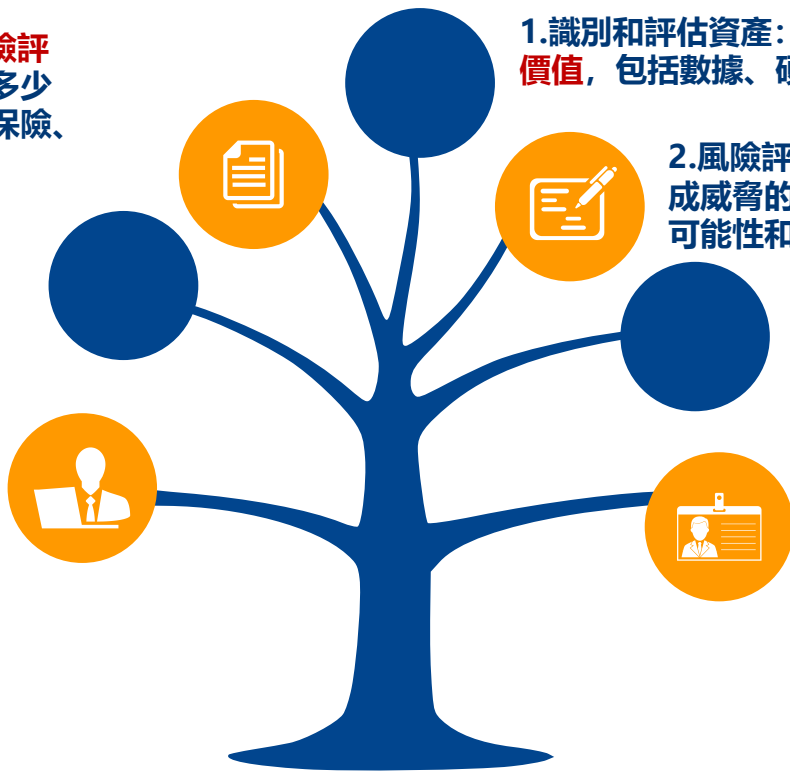 險評
多少
保險、
1.識別和評估資產：
價值，包括數據、
2.風險評
成威脅的
可能性和